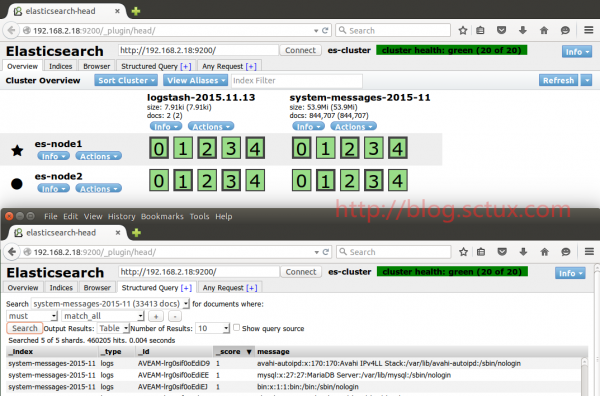 elasticsearch-head
192.168.2.18:9200/_plugin/head/
Search
Elasticsearch
http://192.168.2.18:9200/
Connect
es-cluster
cluster health: green (20 of 20)
Info
Overview
Indices
Browser
Structured Query [+]
Any Request [+]
Cluster Overview
Sort Cluster
View Aliases
Index Filter
Refresh
logstash-2015.11.13
size: 7.91ki (7.91ki)
docs: 2 (2)
Info
Actions
system-messages-2015-11
size: 53.9Mi (53.9Mi)
docs: 844,707 (844,707)
Info
Actions
es-node1
Info
Actions
0 1 2 3 4
0 1 2 3 4
es-node2
Info
Actions
0 1 2 3 4
0 1 2 3 4
http://blog.sctux.com
File Edit View History Bookmarks Tools Help
elasticsearch-head
192.168.2.18:9200/_plugin/head/
Search
Elasticsearch
http://192.168.2.18:9200/
Connect
es-cluster
cluster health: green (20 of 20)
Info
Overview
Indices
Browser
Structured Query [+]
Any Request [+]
Search system-messages-2015-11 (33413 docs) for documents where:
must match_all + -
Search Output Results: Table Number of Results: 10 Show query source
Searched 5 of 5 shards. 460205 hits. 0.004 seconds
_index _type _id _score ▼ message
system-messages-2015-11 logs AVEAM-lrg0sif0oEdiD9 1 avahi-autoipd:x:170:170:Avahi IPv4LL Stack:/var/lib/avahi-autoipd:/sbin/nologin
system-messages-2015-11 logs AVEAM-lrg0sif0oEdiEE 1 mysql:x:27:27:MariaDB Server:/var/lib/mysql:/sbin/nologin
system-messages-2015-11 logs AVEAM-lrg0sif0oEdiEJ 1 bin:x:1:1:bin:/bin:/sbin/nologin